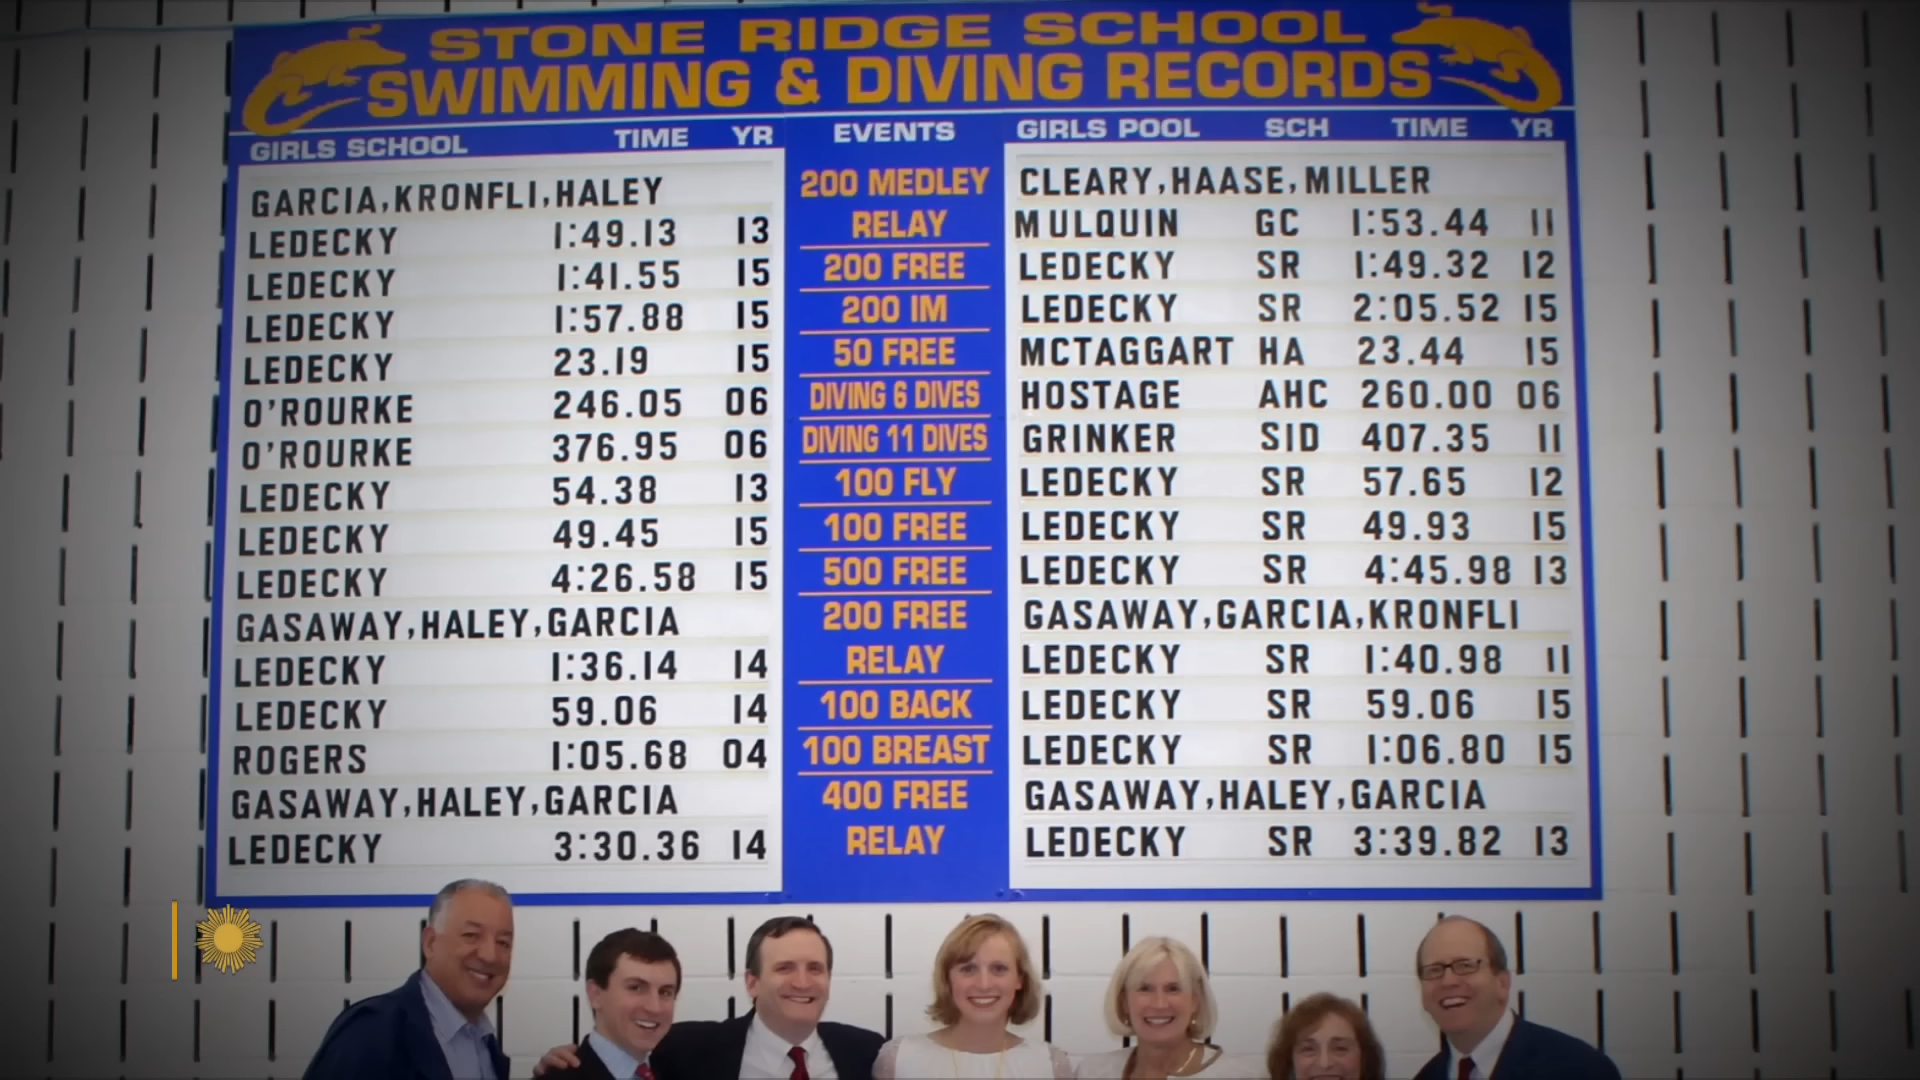 STONE RIDGE SCHOOL
SWIMMING & DIVING RECORDS
GIRLS SCHOOL TIME YR EVENTS GIRLS POOL SCH TIME YR
GARCIA,KRONFLI,HALEY 200 MEDLEY CLEARY,HAASE,MILLER
LEDECKY 1:49.13 13 RELAY MULQUIN GC 1:53.44 11
LEDECKY 1:41.55 15 200 FREE LEDECKY SR 1:49.32 12
LEDECKY 1:57.88 15 200 IM LEDECKY SR 2:05.52 15
LEDECKY 23.19 15 50 FREE MCTAGGART HA 23.44 15
O'ROURKE 246.05 06 DIVING 6 DIVES HOSTAGE AHC 260.00 06
O'ROURKE 376.95 06 DIVING 11 DIVES GRINKER SID 407.35 11
LEDECKY 54.38 13 100 FLY LEDECKY SR 57.65 12
LEDECKY 49.45 15 100 FREE LEDECKY SR 49.93 15
LEDECKY 4:26.58 15 500 FREE LEDECKY SR 4:45.98 13
GASAWAY,HALEY,GARCIA 200 FREE GASAWAY,GARCIA,KRONFLI
LEDECKY 1:36.14 14 RELAY LEDECKY SR 1:40.98 11
LEDECKY 59.06 14 100 BACK LEDECKY SR 59.06 15
ROGERS 1:05.68 04 100 BREAST LEDECKY SR 1:06.80 15
GASAWAY,HALEY,GARCIA 400 FREE GASAWAY,HALEY,GARCIA
LEDECKY 3:30.36 14 RELAY LEDECKY SR 3:39.82 13